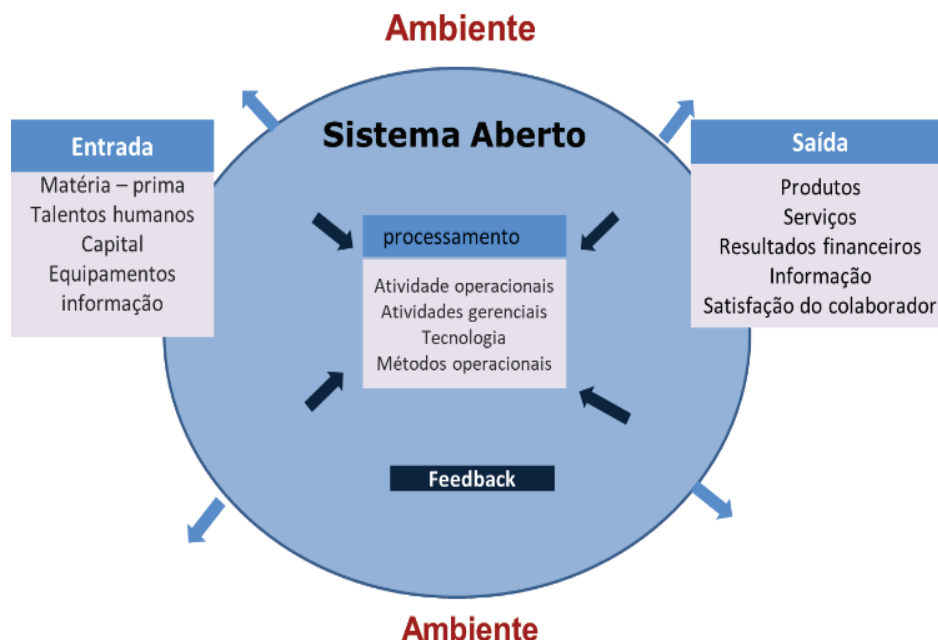 Ambiente
Sistema Aberto
Entrada
Matéria – prima
Talentos humanos
Capital
Equipamentos
informação
processamento
Atividade operacionais
Atividades gerenciais
Tecnologia
Métodos operacionais
Saída
Produtos
Serviços
Resultados financeiros
Informação
Satisfação do colaborador
Feedback
Ambiente